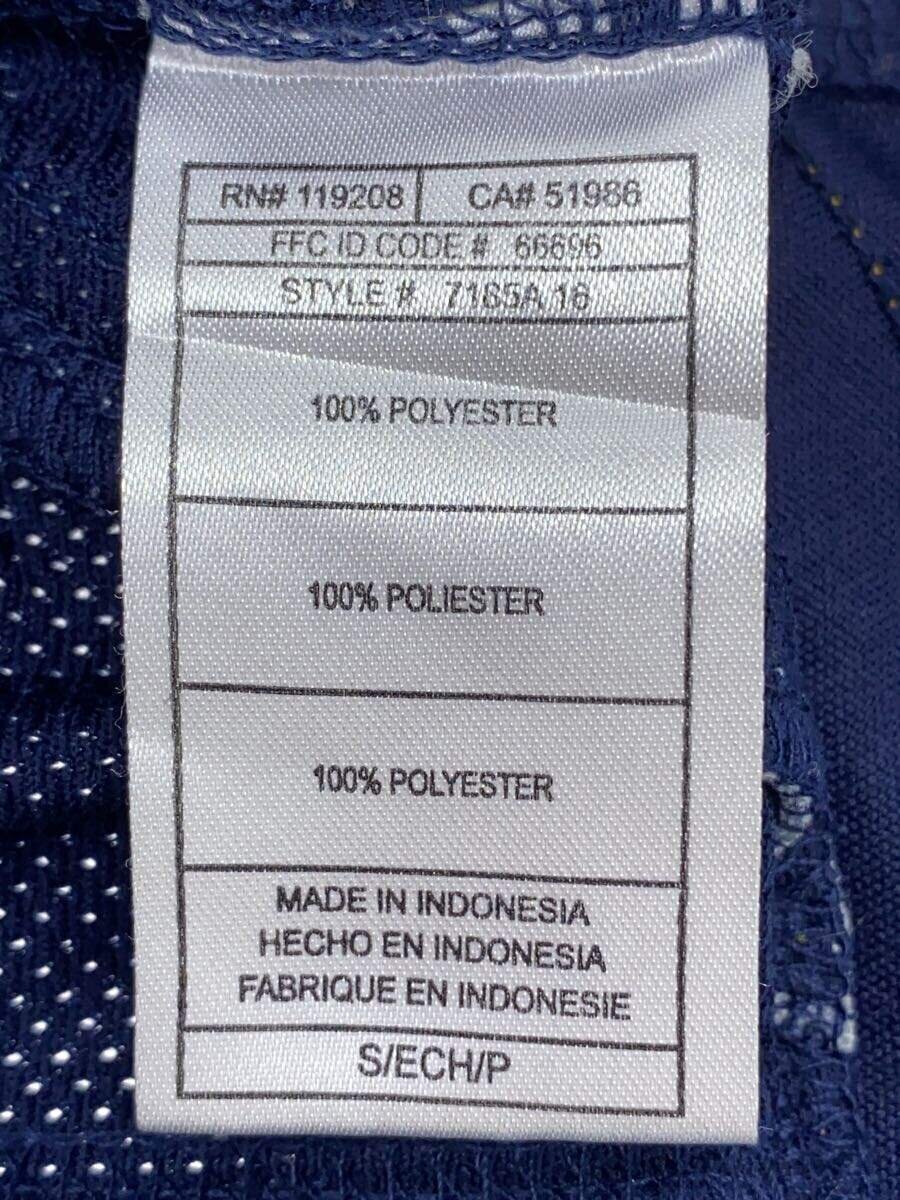 RN# 119208 CA# 51986
FFC ID CODE # 66696
STYLE # 7165A 16
100% POLYESTER
100% POLIESTER
100% POLYESTER
MADE IN INDONESIA
HECHO EN INDONESIA
FABRIQUE EN INDONESIE
S/ECH/P